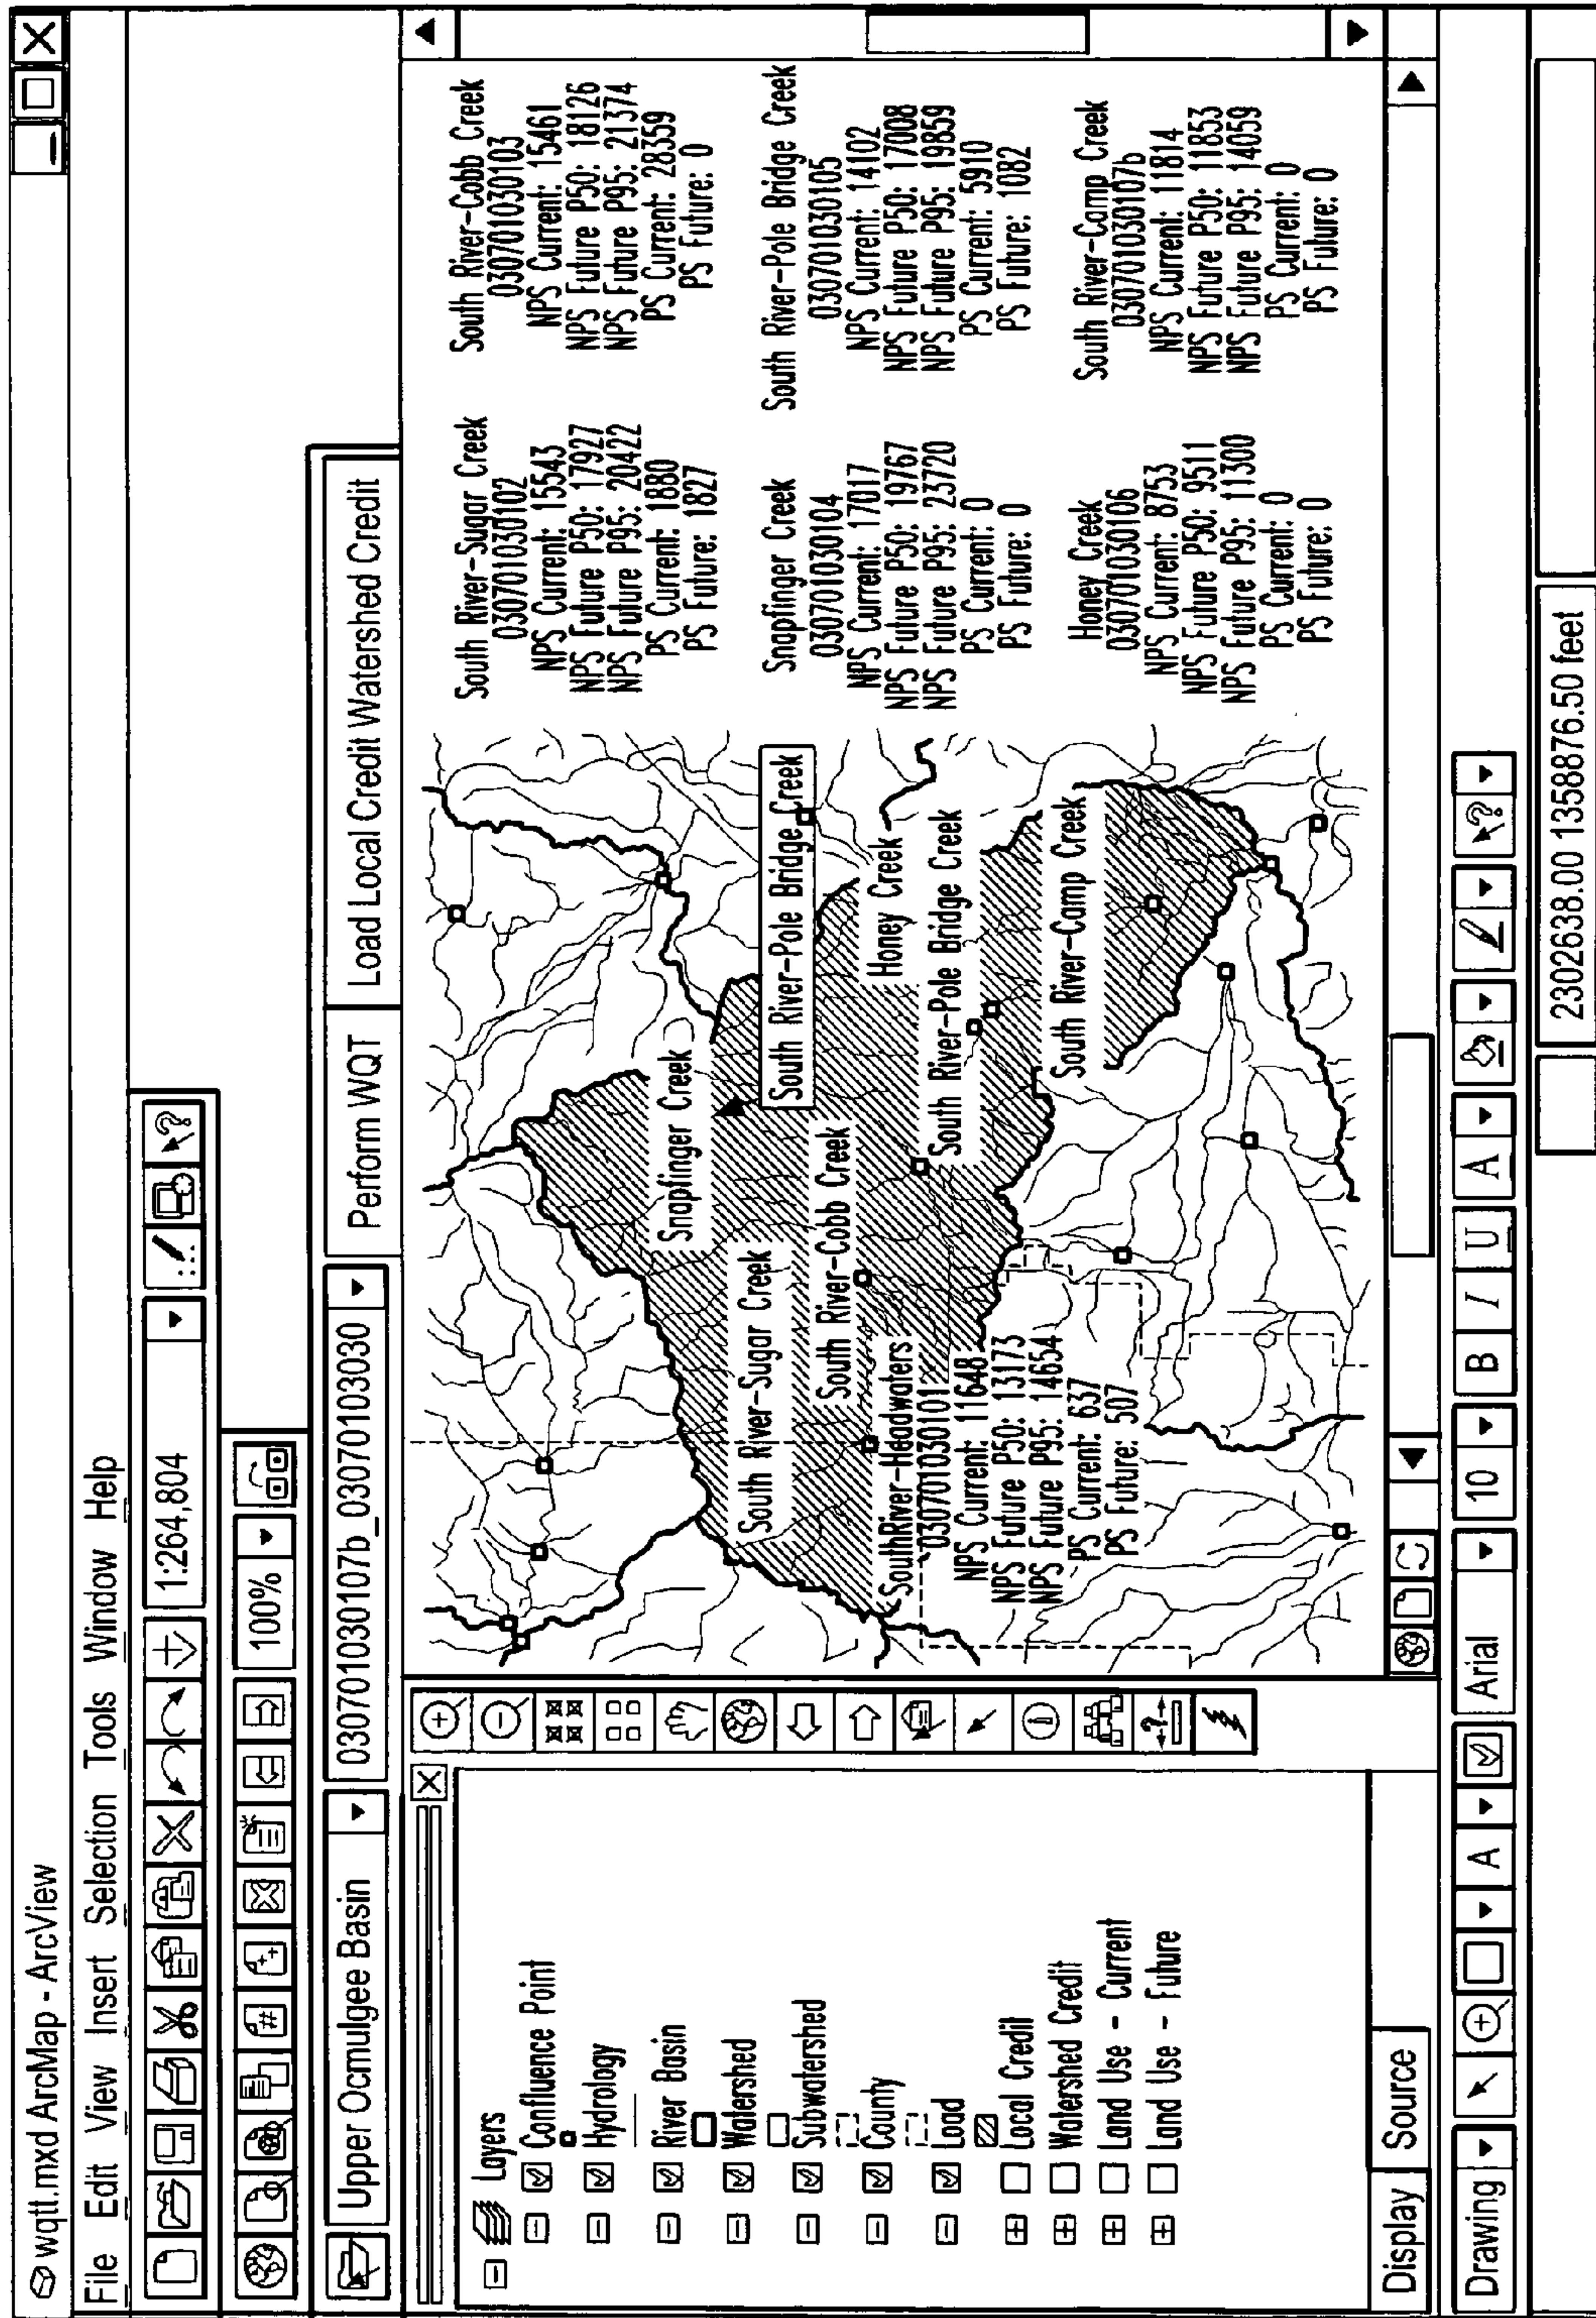 wqtt.mxd ArcMap - ArcView
File Edit View Insert Selection Tools Window Help
1:264,804
100%
Upper Ocmulgee Basin
030701030107b_0307010303030
Perform WQT
Load Local Credit Watershed Credit
Layers
Confluence Point
Hydrology
River Basin
Watershed
Subwatershed
County
Load
Local Credit
Watershed Credit
Land Use - Current
Land Use - Future
Display
Source
Snapfinger Creek
South River-Pole Bridge Creek
South River-Sugar Creek
South River-Cobb Creek
Honey Creek
South River-Pole Bridge Creek
South River-Camp Creek
SouthRiver-Headwaters
030701030101
NPS Current: 11648
NPS Future P50: 13173
NPS Future P95: 14654
PS Current: 637
PS Future: 507
South River-Sugar Creek
030701030102
NPS Current: 15543
NPS Future P50: 17927
NPS Future P95: 20422
PS Current: 1880
PS Future: 1827
South River-Cobb Creek
030701030103
NPS Current: 15461
NPS Future P50: 18126
NPS Future P95: 21374
PS Current: 28359
PS Future: 0
Snapfinger Creek
030701030104
NPS Current: 17017
NPS Future P50: 19767
NPS Future P95: 23720
PS Current: 0
PS Future: 0
South River-Pole Bridge Creek
030701030105
NPS Current: 14102
NPS Future P50: 17008
NPS Future P95: 19859
PS Current: 5910
PS Future: 1082
Honey Creek
030701030106
NPS Current: 8753
NPS Future P50: 9511
NPS Future P95: 11300
PS Current: 0
PS Future: 0
South River-Camp Creek
030701030107b
NPS Current: 11814
NPS Future P50: 11853
NPS Future P95: 14059
PS Current: 0
PS Future: 0
Drawing
A
Arial
10
B I U A
2302638.00 1358876.50 feet